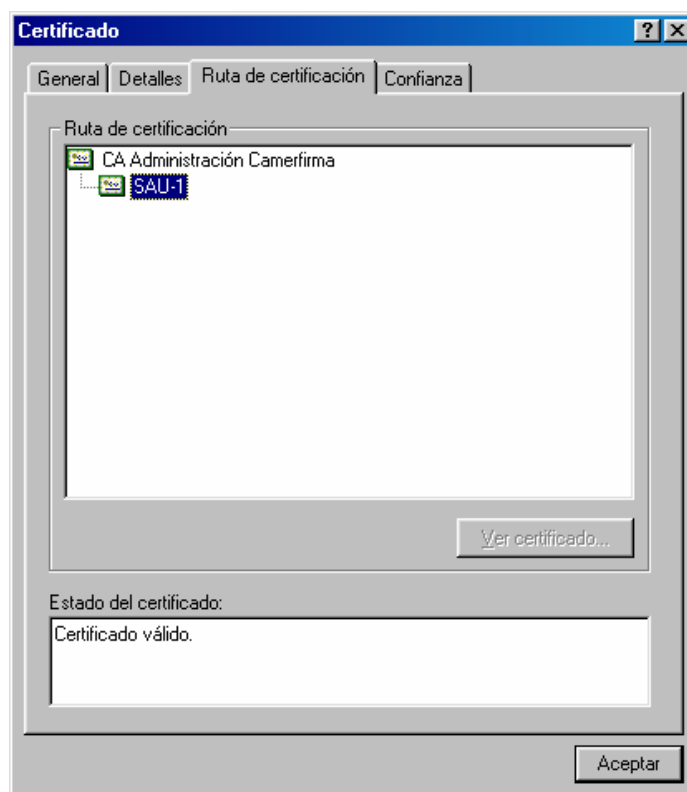 Certificado
General Detalles Ruta de certificación Confianza
Ruta de certificación
CA Administración Camerfirma
SAU-1
Ver certificado...
Estado del certificado:
Certificado válido.
Aceptar